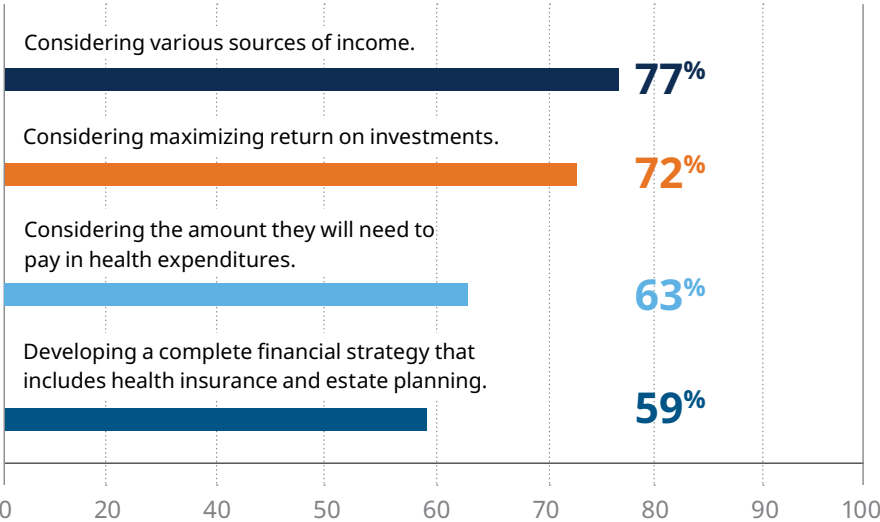 Considering various sources of income.
77%
Considering maximizing return on investments.
72%
Considering the amount they will need to
pay in health expenditures.
63%
Developing a complete financial strategy that
includes health insurance and estate planning.
59%
0 20 40 50 60 70 80 90 100